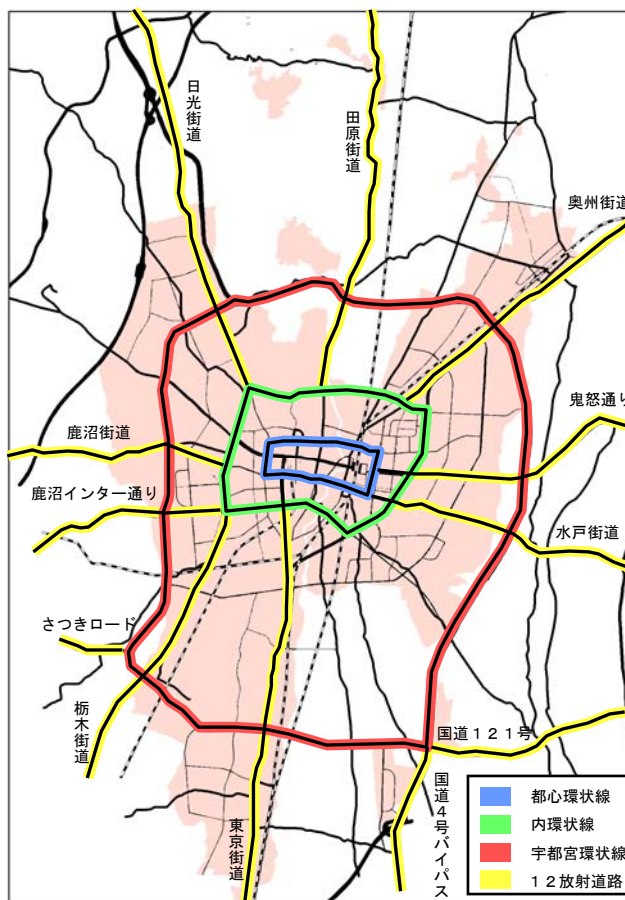 日光街道
田原街道
奥州街道
鬼怒通り
鹿沼街道
鹿沼インター通り
水戸街道
さつきロード
栃木街道
国道１２１号
国道４号バイパス
東京街道
都心環状線
内環状線
宇都宮環状線
１２放射道路